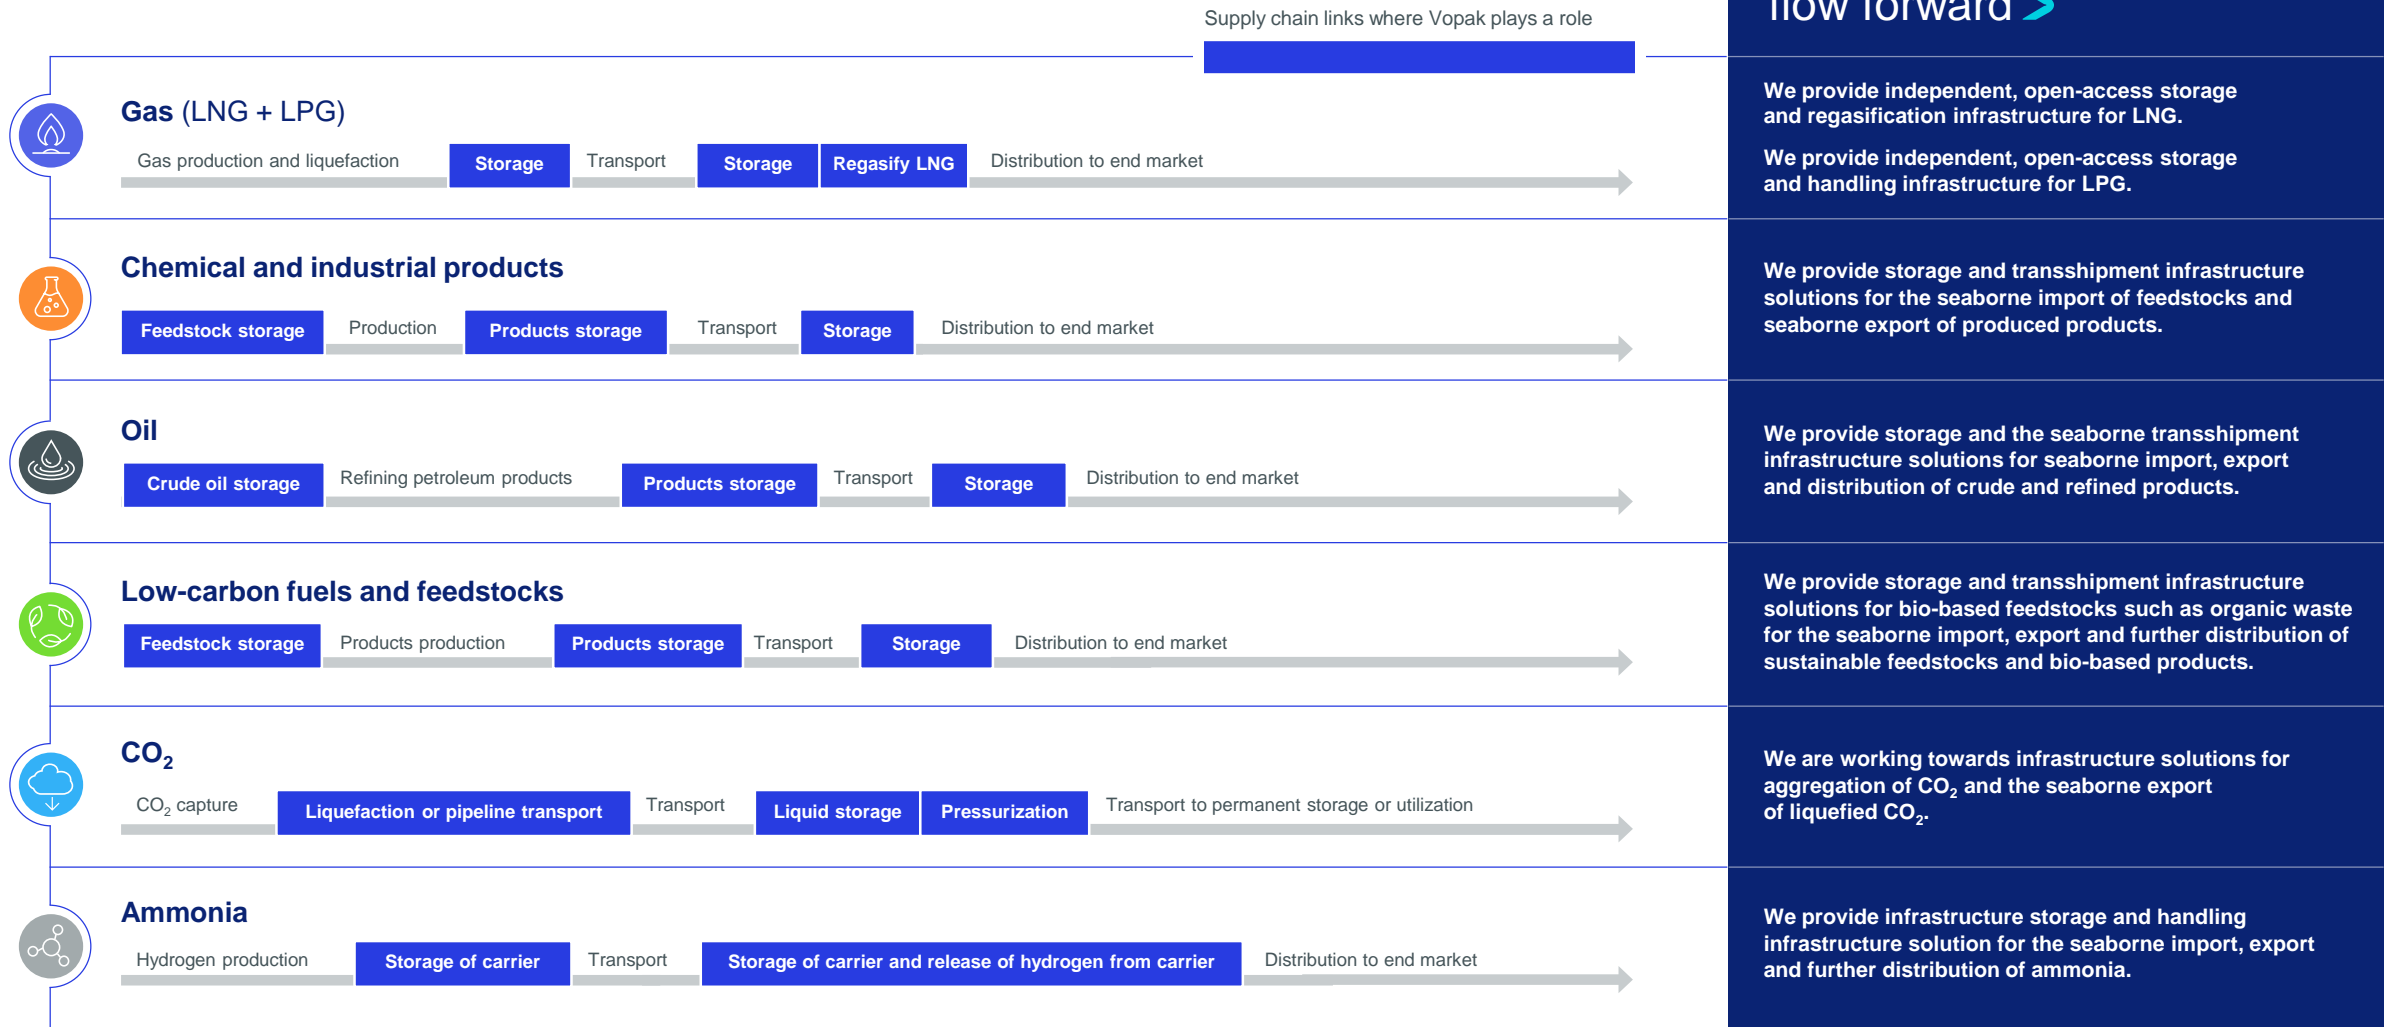 Supply chain links where Vopak plays a role
flow forward
Gas (LNG + LPG)
Gas production and liquefaction
Storage
Transport
Storage
Regasify LNG
Distribution to end market
We provide independent, open-access storage
and regasification infrastructure for LNG.
We provide independent, open-access storage
and handling infrastructure for LPG.
Chemical and industrial products
Feedstock storage
Production
Products storage
Transport
Storage
Distribution to end market
We provide storage and transshipment infrastructure
solutions for the seaborne import of feedstocks and
seaborne export of produced products.
Oil
Crude oil storage
Refining petroleum products
Products storage
Transport
Storage
Distribution to end market
We provide storage and the seaborne transshipment
infrastructure solutions for seaborne import, export
and distribution of crude and refined products.
Low-carbon fuels and feedstocks
Feedstock storage
Products production
Products storage
Transport
Storage
Distribution to end market
We provide storage and transshipment infrastructure
solutions for bio-based feedstocks such as organic waste
for the seaborne import, export and further distribution of
sustainable feedstocks and bio-based products.
CO₂
CO₂ capture
Liquefaction or pipeline transport
Transport
Liquid storage
Pressurization
Transport to permanent storage or utilization
We are working towards infrastructure solutions for
aggregation of CO₂ and the seaborne export
of liquefied CO₂.
Ammonia
Hydrogen production
Storage of carrier
Transport
Storage of carrier and release of hydrogen from carrier
Distribution to end market
We provide infrastructure storage and handling
infrastructure solution for the seaborne import, export
and further distribution of ammonia.